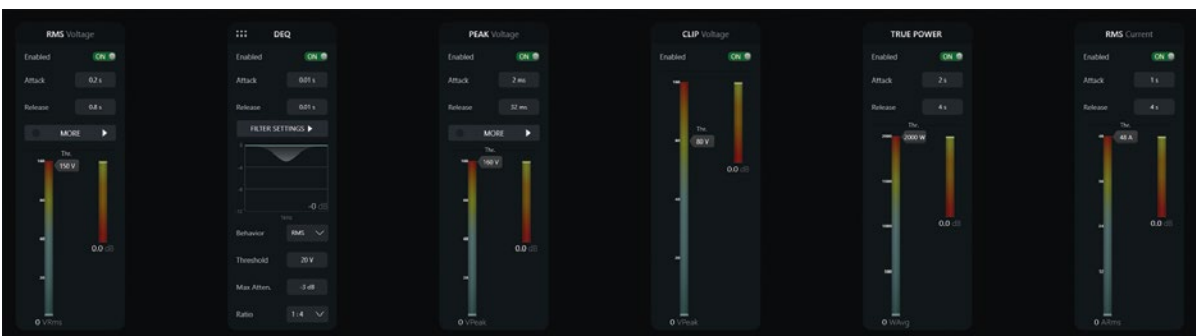 RMS Voltage
Enabled ON
Attack 0.2 s
Release 0.8 s
MORE
Thr.
150 V
0.0 dB
0 VRms
DEQ
Enabled ON
Attack 0.01 s
Release 0.01 s
FILTER SETTINGS
-0 dB
Behavior RMS
Threshold 20 V
Max Atten. -3 dB
Ratio 1:4
PEAK Voltage
Enabled ON
Attack 2 ms
Release 32 ms
MORE
Thr.
0.0 dB
0 VPeak
CLIP Voltage
Enabled ON
Thr.
80 V
0.0 dB
0 VPeak
TRUE POWER
Enabled ON
Attack 2 s
Release 4 s
Thr.
2000 W
0.0 dB
0 WAvg
RMS Current
Enabled ON
Attack 1 s
Release 4 s
Thr.
48 A
0.0 dB
0 ARms